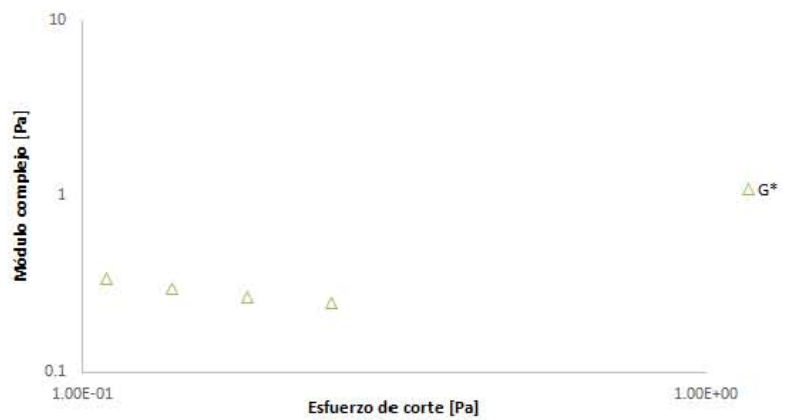 10
Módulo complejo [Pa]
1
G*
0.1
1.00E-01
1.00E+00
Esfuerzo de corte [Pa]